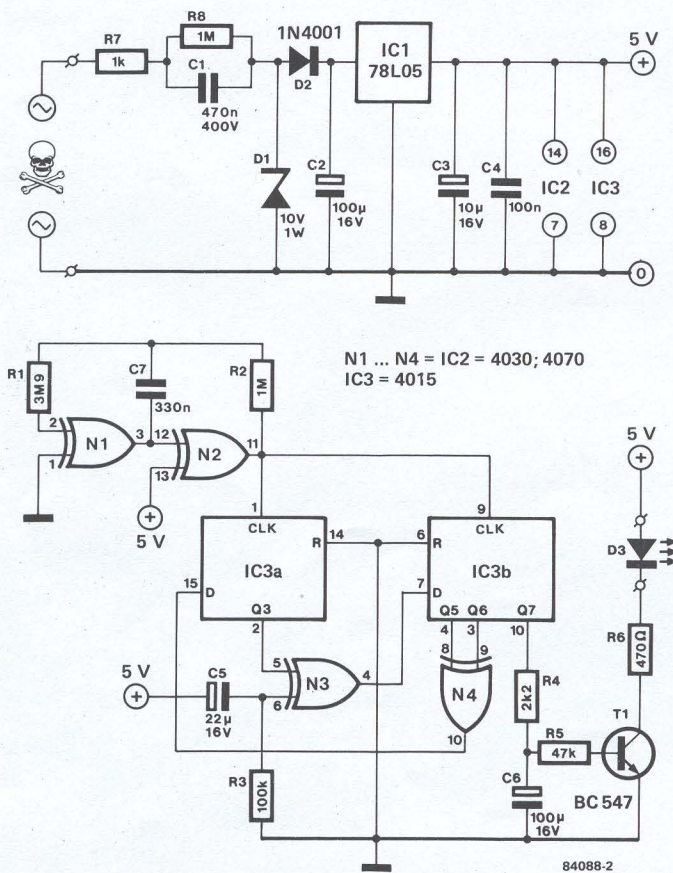 R7
1k
R8
1M
C1
470n
400V
1N4001
D2
IC1
78L05
5 V
+
D1
10V
1W
C2
100µ
16V
C3
10µ
16V
C4
100n
14
IC2
7
16
IC3
8
0
N1 ... N4 = IC2 = 4030; 4070
IC3 = 4015
R1
3M9
C7
330n
R2
1M
2
1
N1
3
12
13
N2
11
+
5 V
1
CLK
14
R
IC3a
15
D
Q3
2
9
CLK
6
R
IC3b
7
D
Q5
Q6
Q7
4
3
10
5 V
+
C5
22µ
16V
5
6
N3
4
8
9
N4
10
R3
100k
R4
2k2
R5
47k
C6
100µ
16V
5 V
+
D3
R6
470Ω
T1
BC 547
84088-2